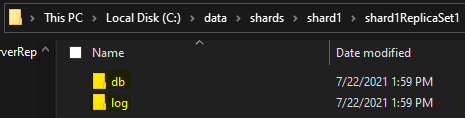 This PC > Local Disk (C:) > data > shards > shard1 > shard1ReplicaSet1
Name Date modified
erverRep
db 7/22/2021 1:59 PM
log 7/22/2021 1:59 PM